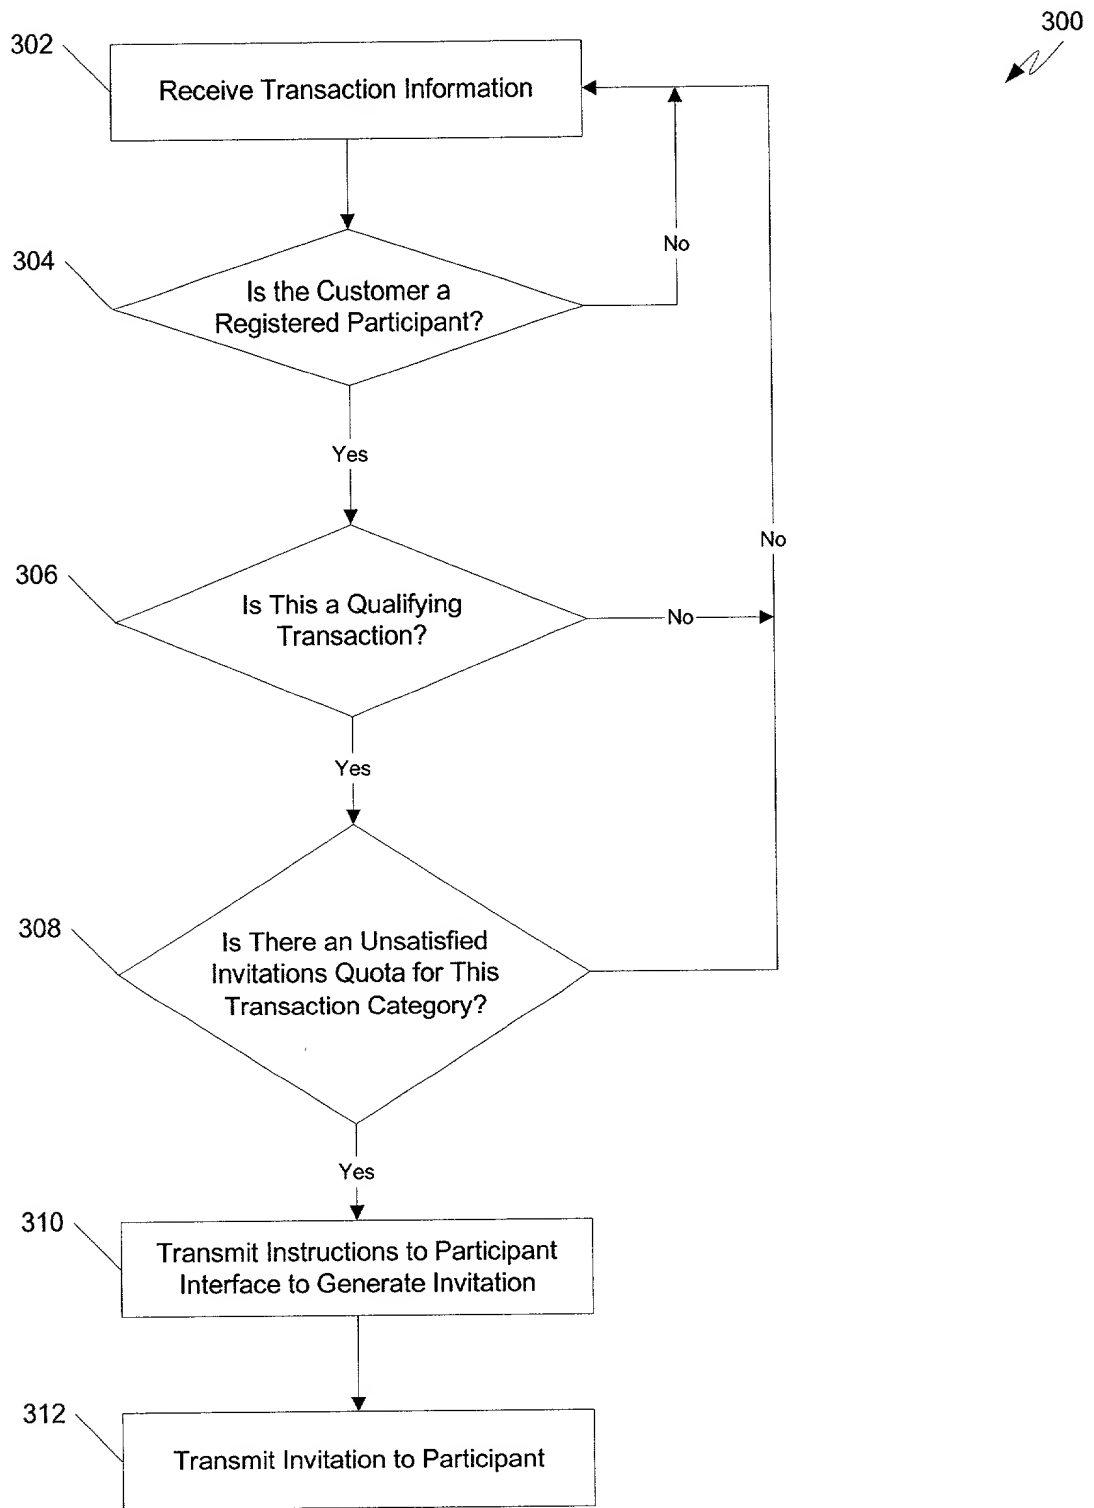 300
302
Receive Transaction Information
No
304
Is the Customer a
Registered Participant?
Yes
No
306
Is This a Qualifying
Transaction?
No
Yes
308
Is There an Unsatisfied
Invitations Quota for This
Transaction Category?
Yes
310
Transmit Instructions to Participant
Interface to Generate Invitation
312
Transmit Invitation to Participant